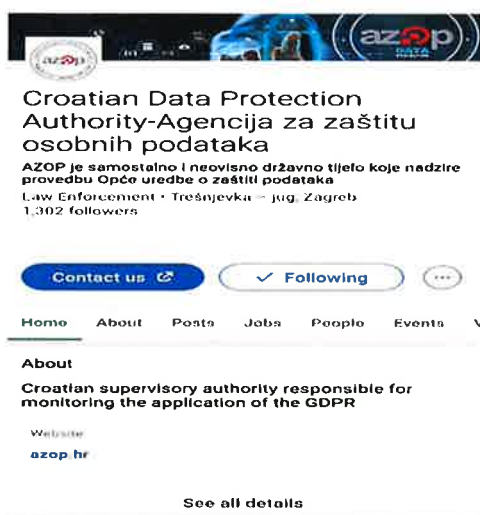 azop
DATA
azop
Croatian Data Protection
Authority-Agencija za zaštitu
osobnih podataka
AZOP je samostalno i neovisno državno tijelo koje nadzire
provedbu Opće uredbe o zaštiti podataka
Law Enforcement • Trešnjevka – jug, Zagreb
1,302 followers
Contact us
Following
Home About Posts Jobs People Events V
About
Croatian supervisory authority responsible for
monitoring the application of the GDPR
Website
azop.hr
See all details